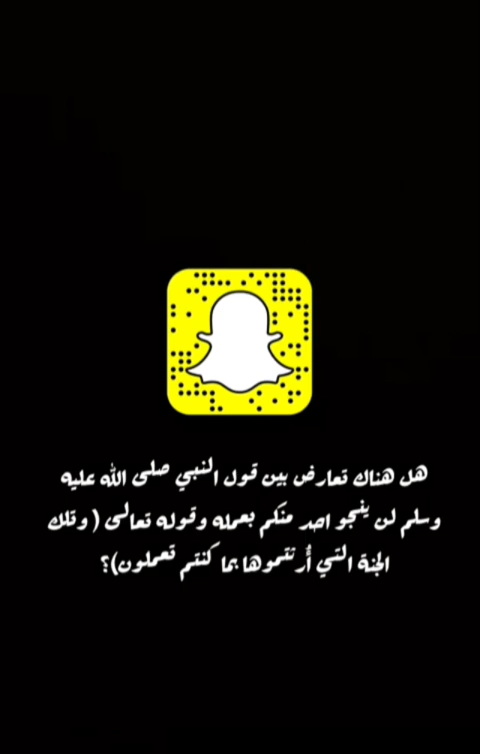 هل هناك تعارض بين قول النبي صلى الله عليه
وسلم لن ينجو احد منكم بعمله وقوله تعالى ( وتلك
الجنة التي أُرتتموها بما كنتم تعملون)؟